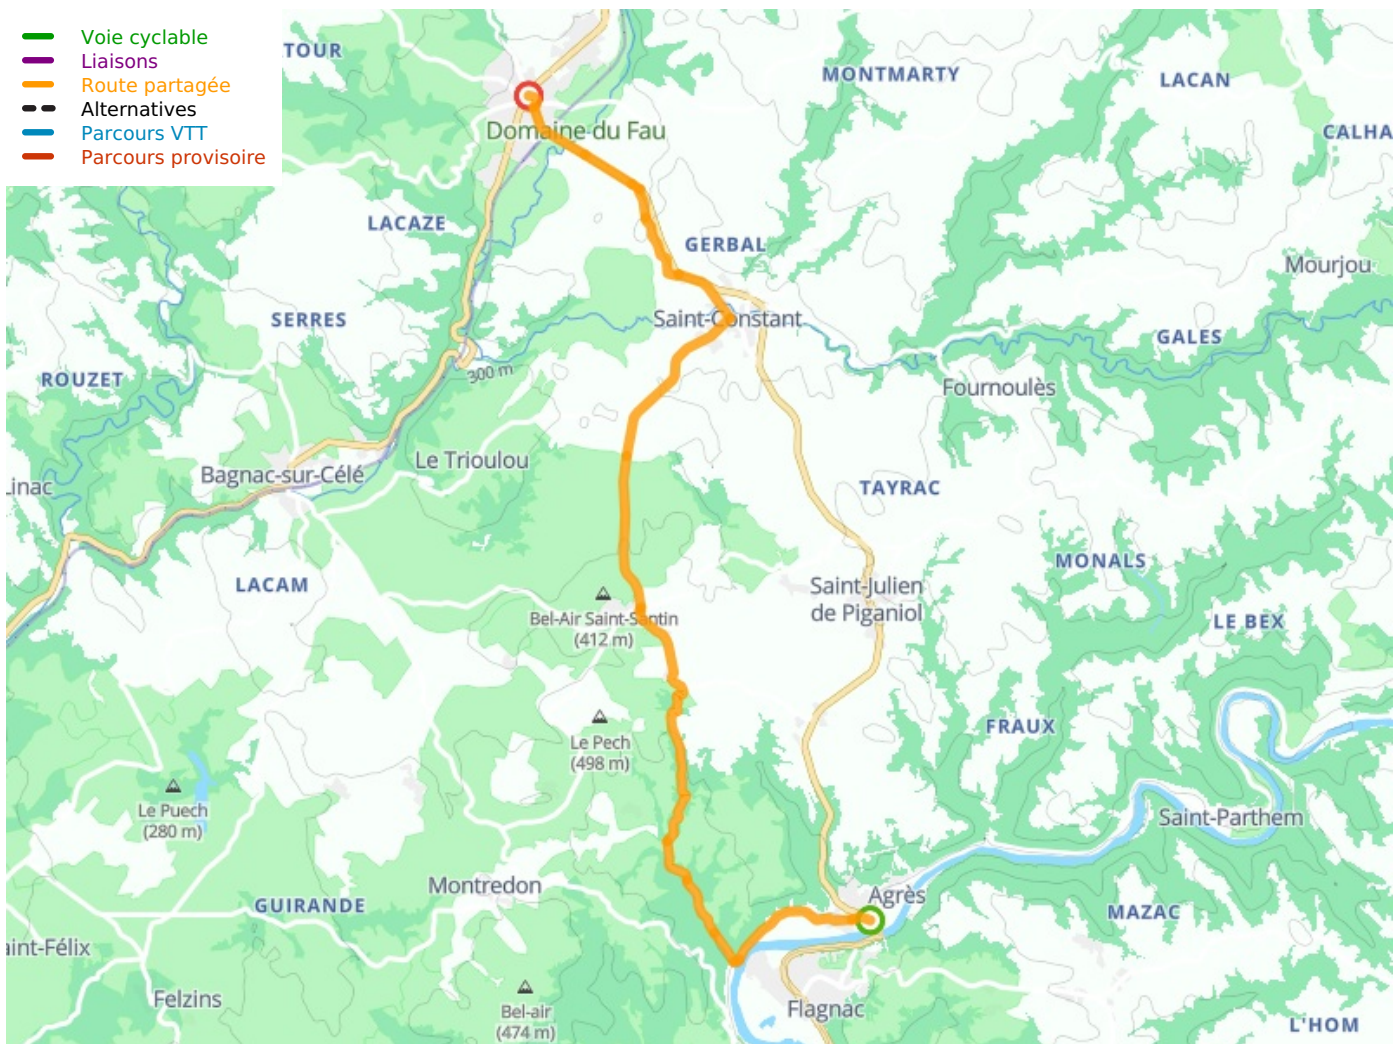 Voie cyclable
Liaisons
Route partagée
Alternatives
Parcours VTT
Parcours provisoire
TOUR
MONTMARTY
LACAN
CALHA
Domaine du Fau
LACAZE
GERBAL
Mourjou
SERRES
Saint-Constant
GALES
ROUZET
300 m
Fournoulès
Bagnac-sur-Célé
Le Trioulou
Linac
TAYRAC
LACAM
MONALS
Saint-Julien
de Piganiol
Bel-Air Saint-Santin
(412 m)
LE BEX
FRAUX
Le Pech
(498 m)
Le Puech
(280 m)
Saint-Parthem
Montredon
Agrès
GUIRANDE
MAZAC
aint-Félix
Felzins
Bel-air
(474 m)
Flagnac
L'HOM